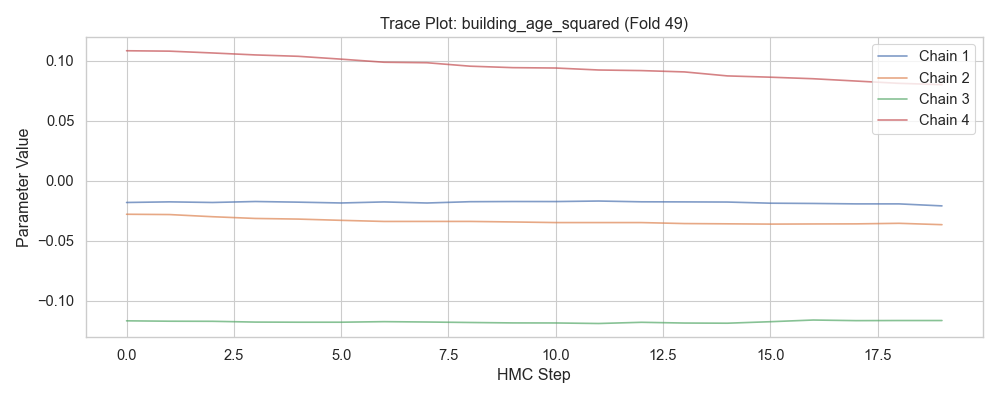 Trace Plot: building_age_squared (Fold 49)
Parameter Value
0.10
0.05
0.00
−0.05
−0.10
Chain 1
Chain 2
Chain 3
Chain 4
0.0 2.5 5.0 7.5 10.0 12.5 15.0 17.5
HMC Step